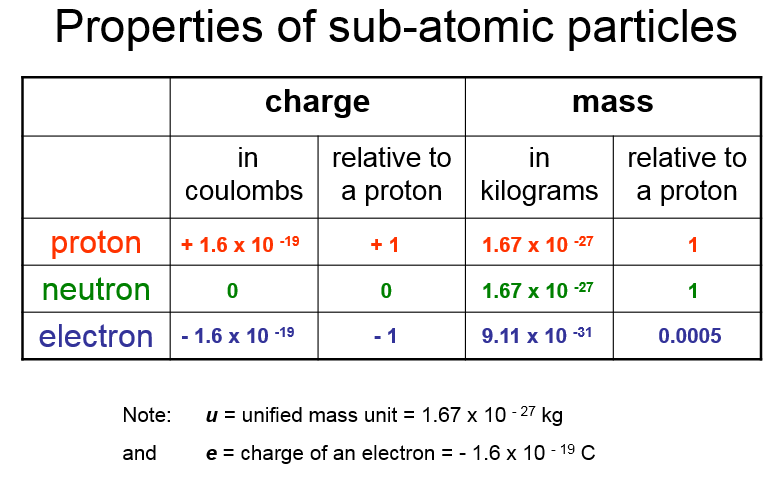 Properties of sub-atomic particles
charge mass
in coulombs relative to a proton in kilograms relative to a proton
proton + 1.6 x 10 -19 + 1 1.67 x 10 -27 1
neutron 0 0 1.67 x 10 -27 1
electron - 1.6 x 10 -19 - 1 9.11 x 10 -31 0.0005
Note: u = unified mass unit = 1.67 x 10 - 27 kg
and e = charge of an electron = - 1.6 x 10 - 19 C